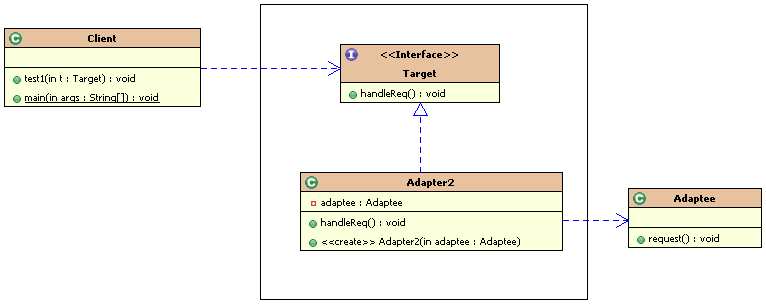 Client
test1(in t : Target) : void
main(in args : String[]) : void
<<Interface>>
Target
handleReq() : void
Adapter2
adaptee : Adaptee
handleReq() : void
<<create>> Adapter2(in adaptee : Adaptee)
Adaptee
request() : void